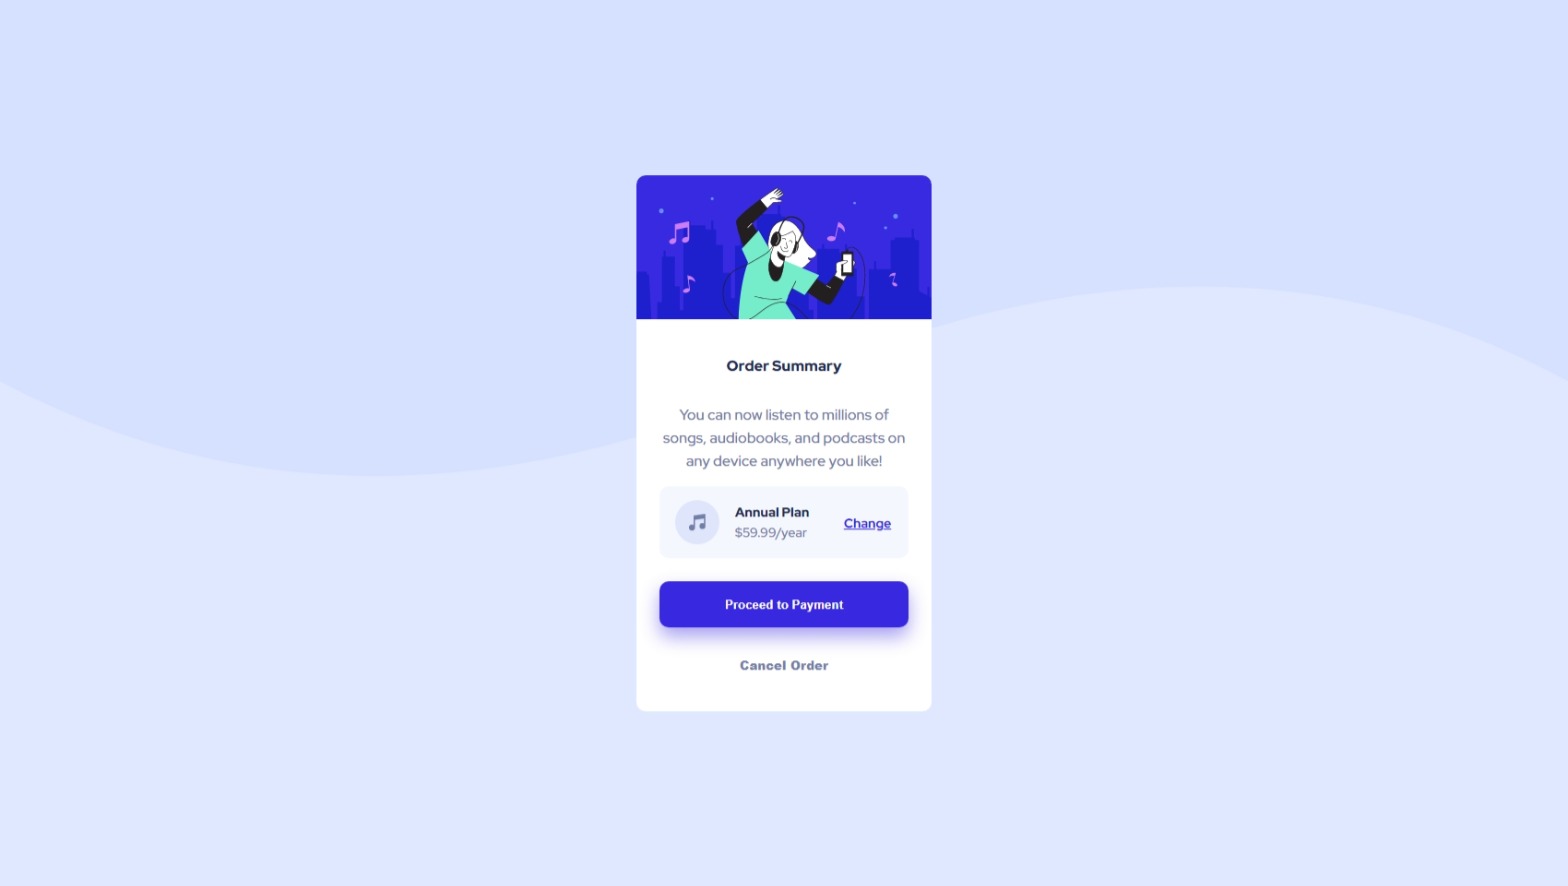 Order Summary
You can now listen to millions of
songs, audiobooks, and podcasts on
any device anywhere you like!
Annual Plan
$59.99/year
Change
Proceed to Payment
Cancel Order